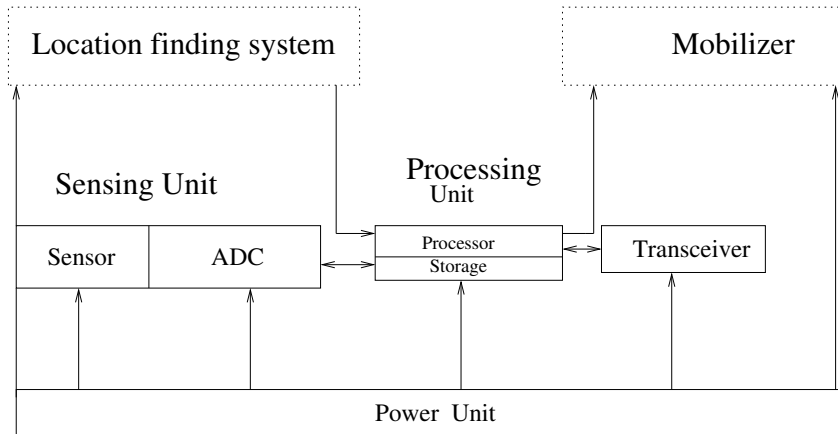 Location finding system
Mobilizer
Sensing Unit
Processing
Unit
Sensor
ADC
Processor
Storage
Transceiver
Power Unit